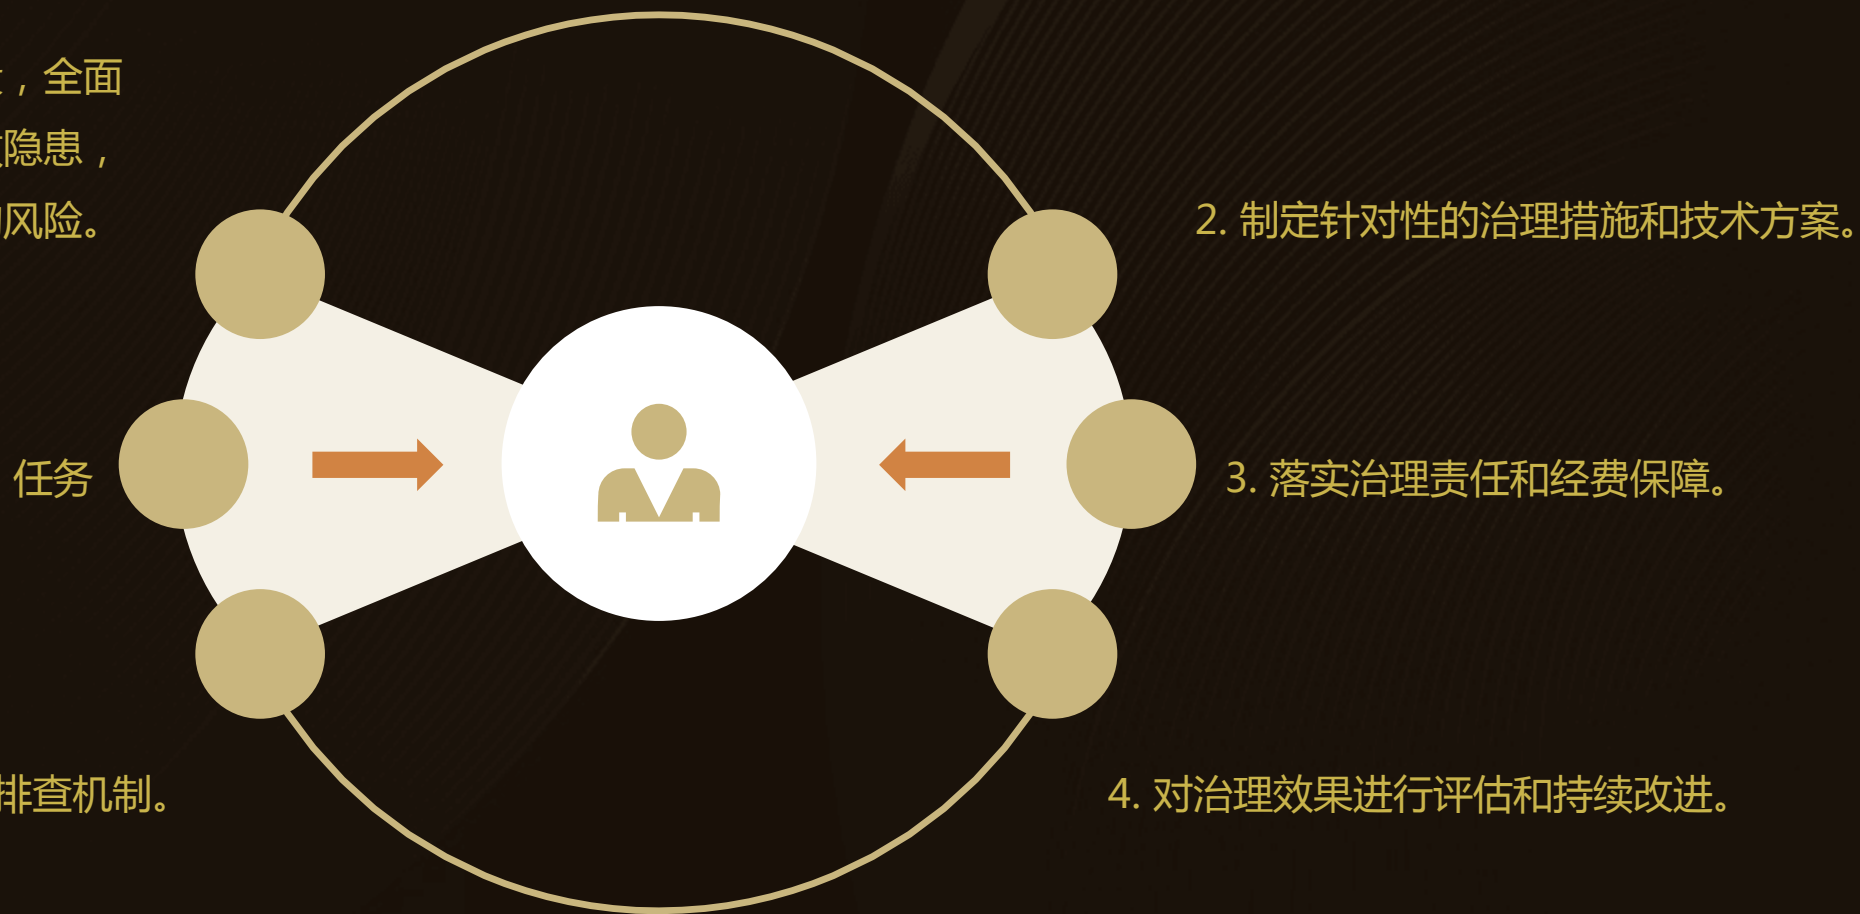 ，全面
隐患，
风险。
任务
排查机制。
2. 制定针对性的治理措施和技术方案。
3. 落实治理责任和经费保障。
4. 对治理效果进行评估和持续改进。